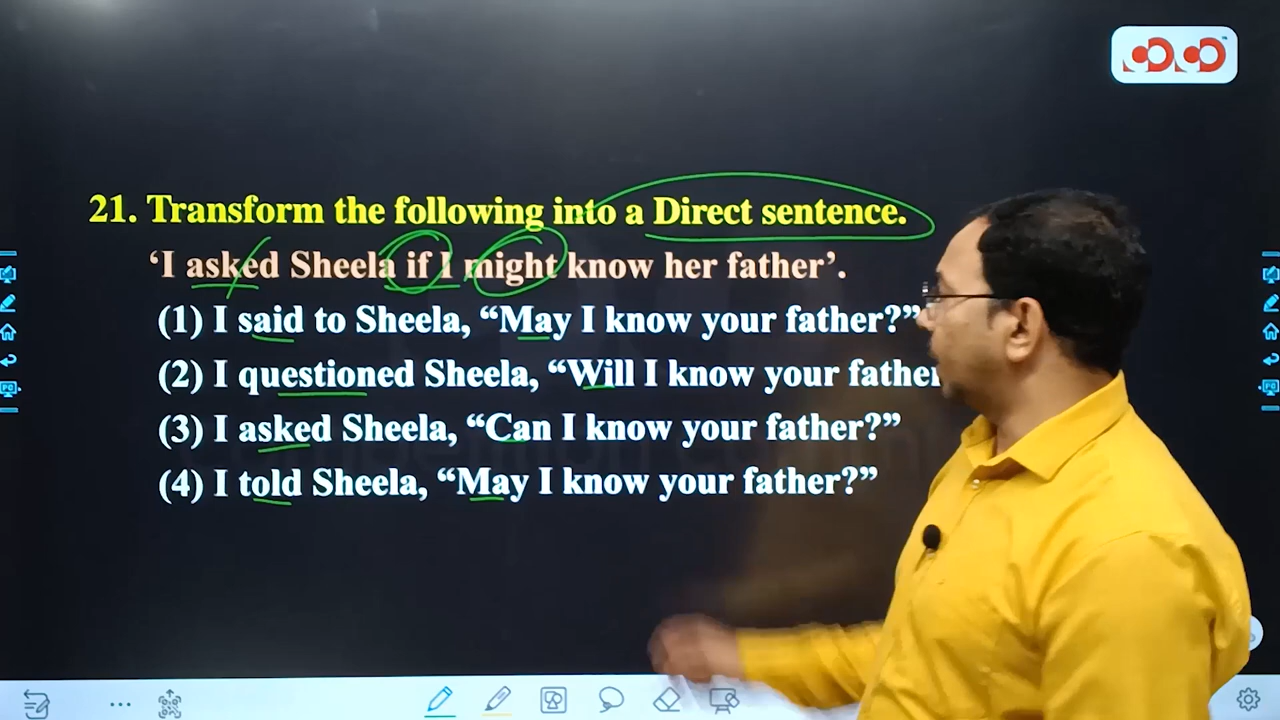 21. Transform the following into a Direct sentence.
‘I asked Sheela if I might know her father’.
(1) I said to Sheela, “May I know your father?”
(2) I questioned Sheela, “Will I know your father
(3) I asked Sheela, “Can I know your father?”
(4) I told Sheela, “May I know your father?”